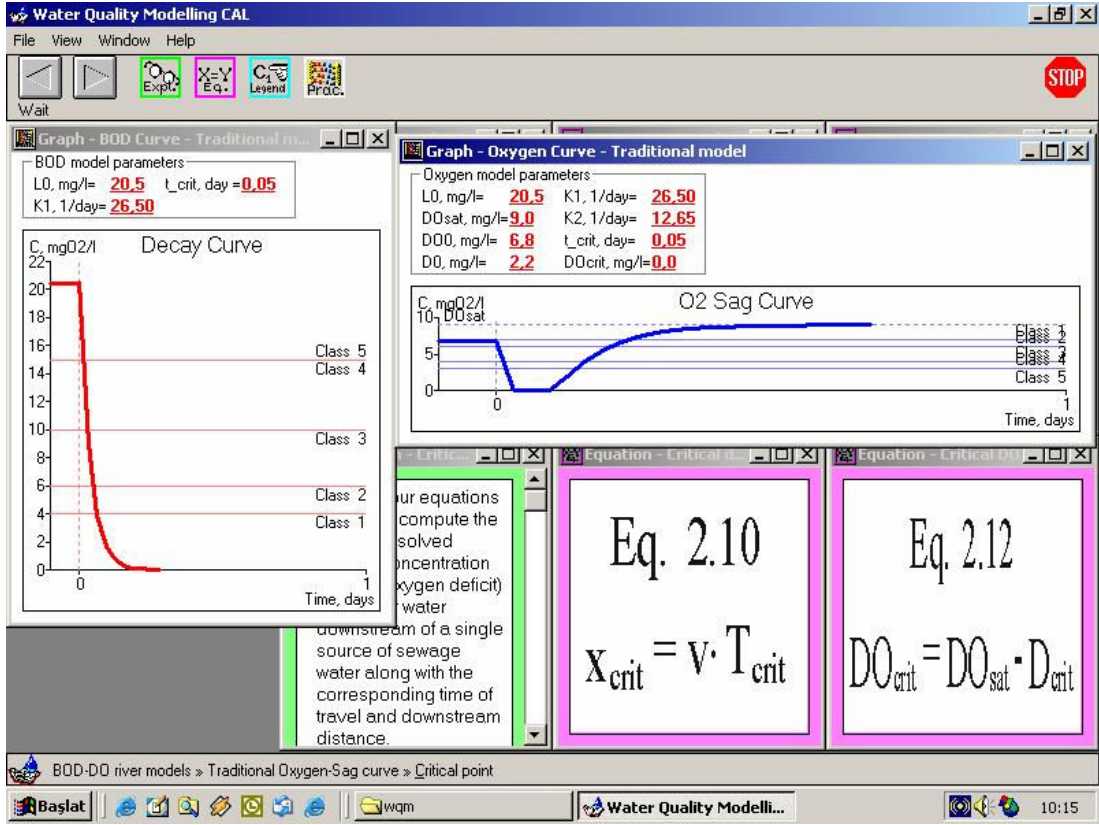 Water Quality Modelling CAL
File View Window Help
Expt. X=Y Eq. C₁ Legend Prac. STOP
Wait
Graph - BOD Curve - Traditional m...
BOD model parameters
L0, mg/l= 20,5 t_crit, day =0,05
K1, 1/day= 26,50
C, mgO2/l Decay Curve
22
20
18
16
Class 5
14
Class 4
12
10
Class 3
8
6
Class 2
4
Class 1
2
0
0 1
Time, days
Graph - Oxygen Curve - Traditional model
Oxygen model parameters
L0, mg/l= 20,5 K1, 1/day= 26,50
DOsat, mg/l=9,0 K2, 1/day= 12,65
DO0, mg/l= 6,8 t_crit, day= 0,05
D0, mg/l= 2,2 DOcrit, mg/l=0,0
C, mgO2/l O2 Sag Curve
10 DOsat
Class 1
Class 2
5
Class 3
Class 4
Class 5
0
0 1
Time, days
- Critic...
ur equations
compute the
solved
oncentration
xygen deficit)
water
downstream of a single
source of sewage
water along with the
corresponding time of
travel and downstream
distance.
Equation - Critical d...
Eq. 2.10
x_crit = v· T_crit
Equation - Critical DO
Eq. 2.12
DO_crit = DO_sat - D_crit
BOD-DO river models » Traditional Oxygen-Sag curve » Critical point
Başlat wqm Water Quality Modelli... 10:15